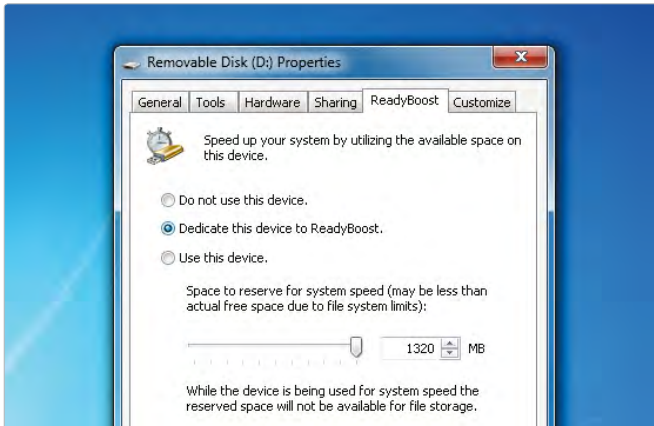 Removable Disk (D:) Properties
General Tools Hardware Sharing ReadyBoost Customize
Speed up your system by utilizing the available space on
this device.
Do not use this device.
Dedicate this device to ReadyBoost.
Use this device.
Space to reserve for system speed (may be less than
actual free space due to file system limits):
1320 MB
While the device is being used for system speed the
reserved space will not be available for file storage.